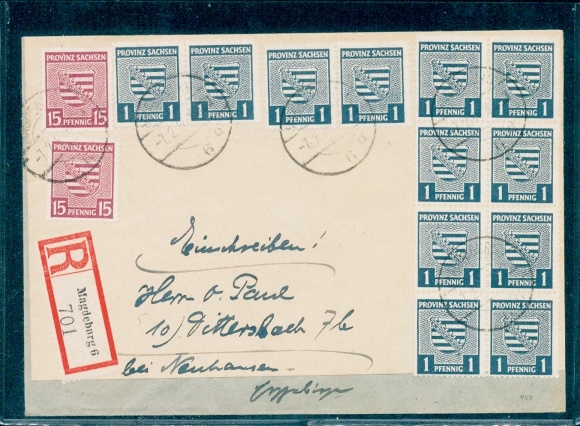 PROVINZ SACHSEN
15 15
PFENNIG
PROVINZ SACHSEN
1 1
PFENNIG
PROVINZ SACHSEN
1 1
PFENNIG
PROVINZ SACHSEN
1 1
PFENNIG
PROVINZ SACHSEN
1 1
PFENNIG
PROVINZ SACHSEN
1 1
PFENNIG
PROVINZ SACHSEN
1 1
PFENNIG
PROVINZ SACHSEN
15 15
PFENNIG
PROVINZ SACHSEN
1 1
PFENNIG
PROVINZ SACHSEN
1 1
PFENNIG
PROVINZ SACHSEN
1 1
PFENNIG
PROVINZ SACHSEN
1 1
PFENNIG
PROVINZ SACHSEN
1 1
PFENNIG
PROVINZ SACHSEN
1 1
PFENNIG
R
Magdeburg 6
701
Einschreiben!
Herrn v. Paul
10) Dittersbach 7b
bei Neuhausen
Erzgebirge